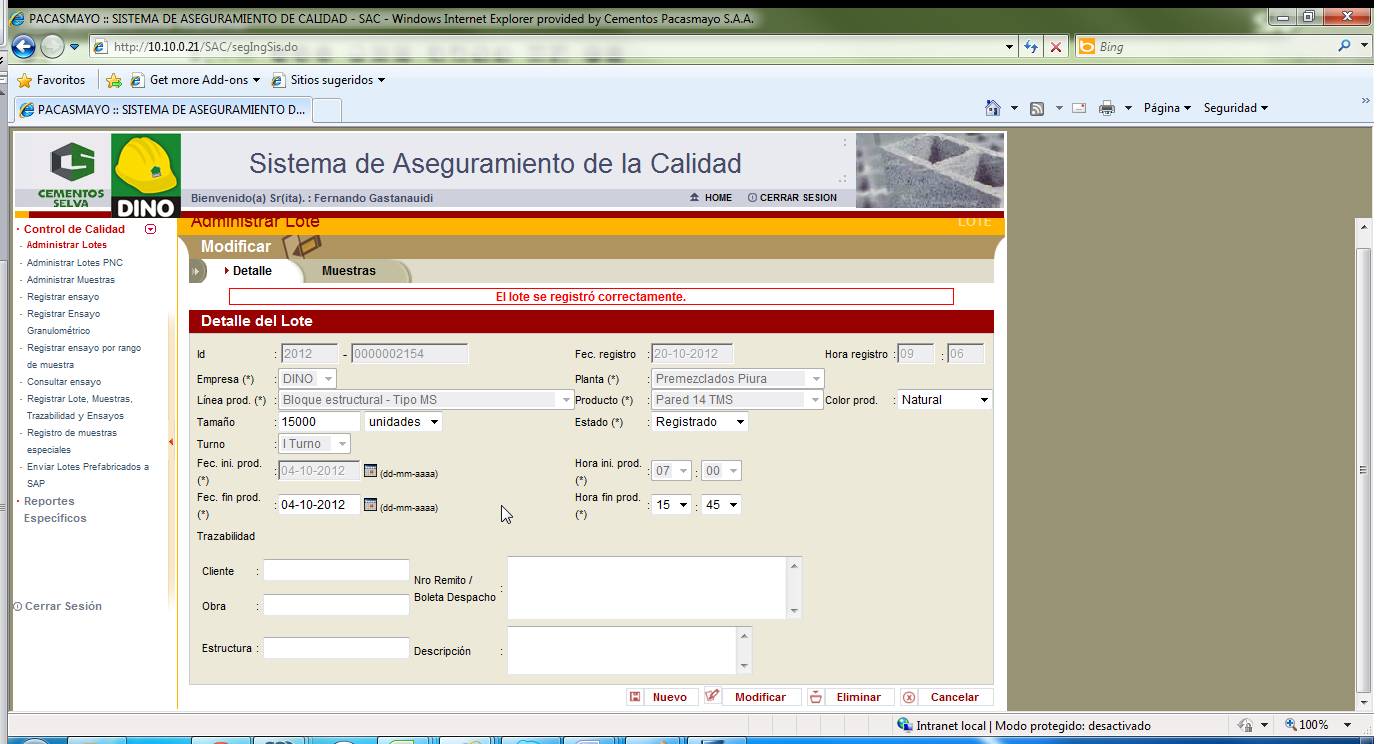 PACASMAYO :: SISTEMA DE ASEGURAMIENTO DE CALIDAD - SAC - Windows Internet Explorer provided by Cementos Pacasmayo S.A.A.
http://10.10.0.21/SAC/segIngSis.do
Bing
Favoritos Get more Add-ons Sitios sugeridos
PACASMAYO :: SISTEMA DE ASEGURAMIENTO D...
Página Seguridad
CEMENTOS SELVA
DINO
Sistema de Aseguramiento de la Calidad
Bienvenido(a) Sr(ita). : Fernando Gastanauidi
HOME CERRAR SESION
Control de Calidad
- Administrar Lotes
- Administrar Lotes PNC
- Administrar Muestras
- Registrar ensayo
- Registrar Ensayo
Granulométrico
- Registrar ensayo por rango
de muestra
- Consultar ensayo
- Registrar Lote, Muestras,
Trazabilidad y Ensayos
- Registro de muestras
especiales
- Enviar Lotes Prefabricados a
SAP
Reportes
Específicos
Cerrar Sesión
Administrar Lote LOTE
Modificar
Detalle Muestras
El lote se registró correctamente.
Detalle del Lote
Id : 2012 - 0000002154 Fec. registro : 20-10-2012 Hora registro : 09 : 06
Empresa (*) : DINO Planta (*) : Premezclados Piura
Línea prod. (*) : Bloque estructural - Tipo MS Producto (*) : Pared 14 TMS Color prod. : Natural
Tamaño : 15000 unidades Estado (*) : Registrado
Turno : I Turno
Fec. ini. prod. (*) : 04-10-2012 (dd-mm-aaaa) Hora ini. prod. (*) : 07 : 00
Fec. fin prod. (*) : 04-10-2012 (dd-mm-aaaa) Hora fin prod. (*) : 15 : 45
Trazabilidad
Cliente :
Nro Remito /
Boleta Despacho :
Obra :
Estructura : Descripción :
Nuevo Modificar Eliminar Cancelar
Intranet local | Modo protegido: desactivado 100%